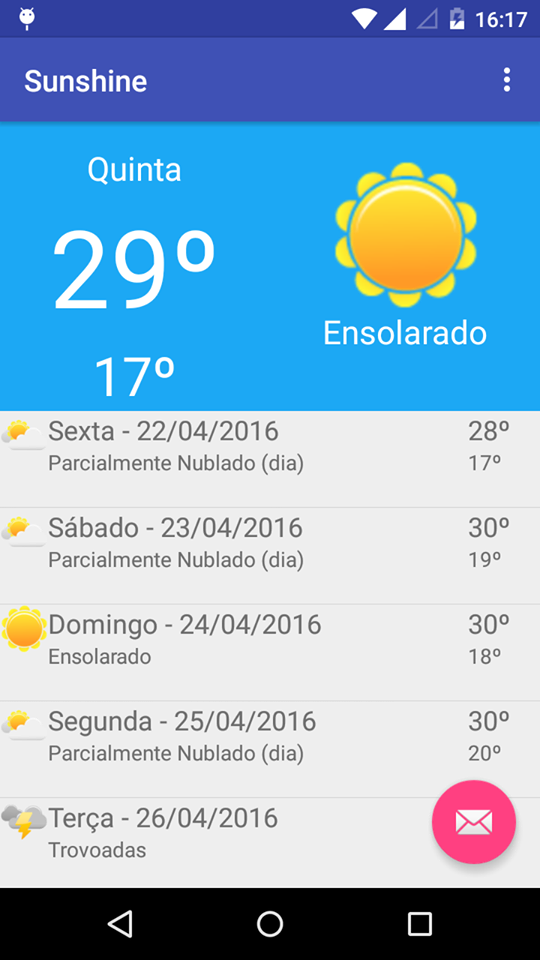 16:17
Sunshine
Quinta
29º
17º
Ensolarado
Sexta - 22/04/2016 28º
Parcialmente Nublado (dia) 17º
Sábado - 23/04/2016 30º
Parcialmente Nublado (dia) 19º
Domingo - 24/04/2016 30º
Ensolarado 18º
Segunda - 25/04/2016 30º
Parcialmente Nublado (dia) 20º
Terça - 26/04/2016
Trovoadas